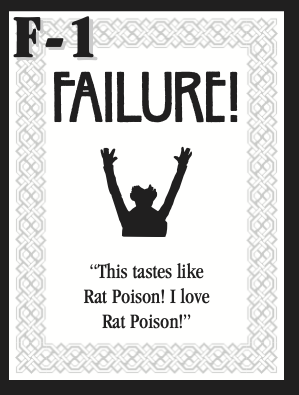 F-1
FAILURE!
“This tastes like
Rat Poison! I love
Rat Poison!”